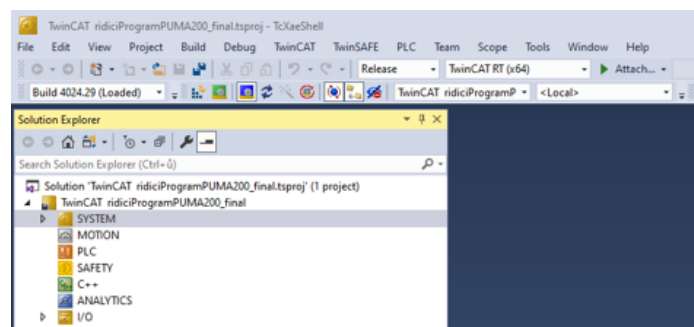 TwinCAT ridiciProgramPUMA200_final.tsproj - TcXaeShell
File Edit View Project Build Debug TwinCAT TwinSAFE PLC Team Scope Tools Window Help
Release TwinCAT RT (x64) Attach...
Build 4024.29 (Loaded) TwinCAT ridiciProgramP <Local>
Solution Explorer
Search Solution Explorer (Ctrl+ů)
Solution 'TwinCAT ridiciProgramPUMA200_final.tsproj' (1 project)
TwinCAT ridiciProgramPUMA200_final
SYSTEM
MOTION
PLC
SAFETY
C++
ANALYTICS
I/O